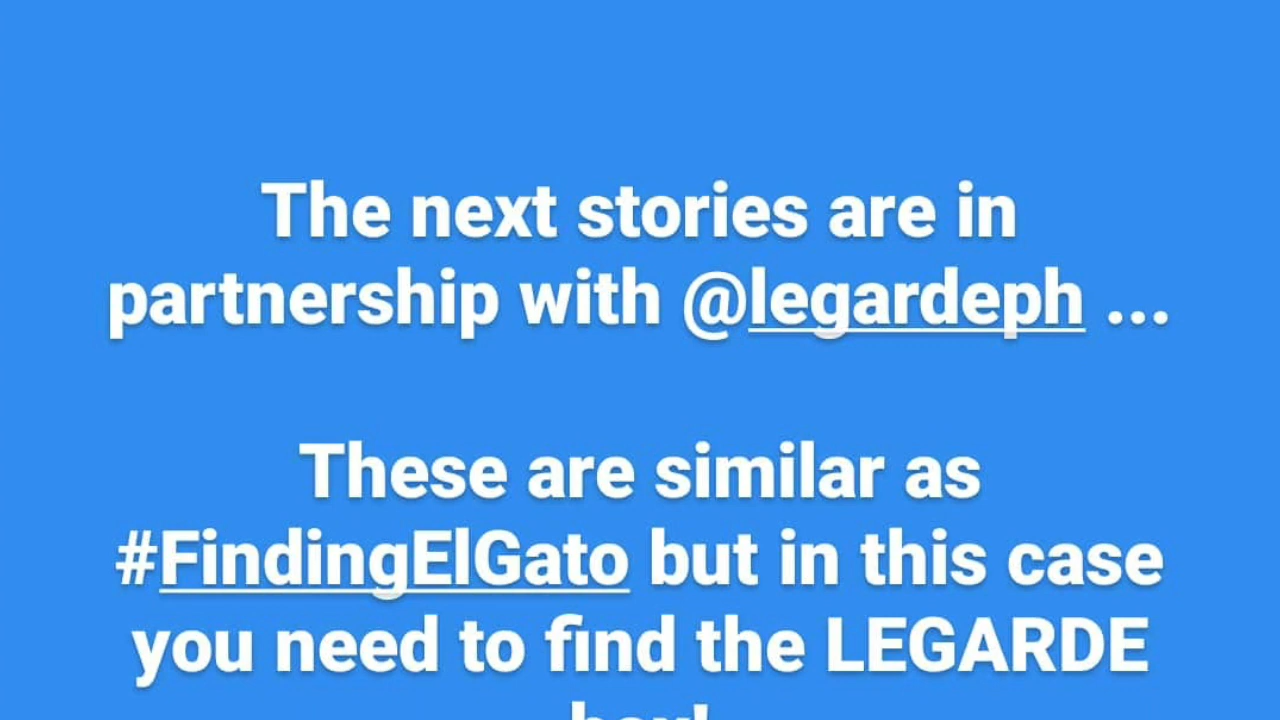 The next stories are in
partnership with @legardeph ...
These are similar as
#FindingElGato but in this case
you need to find the LEGARDE
box!